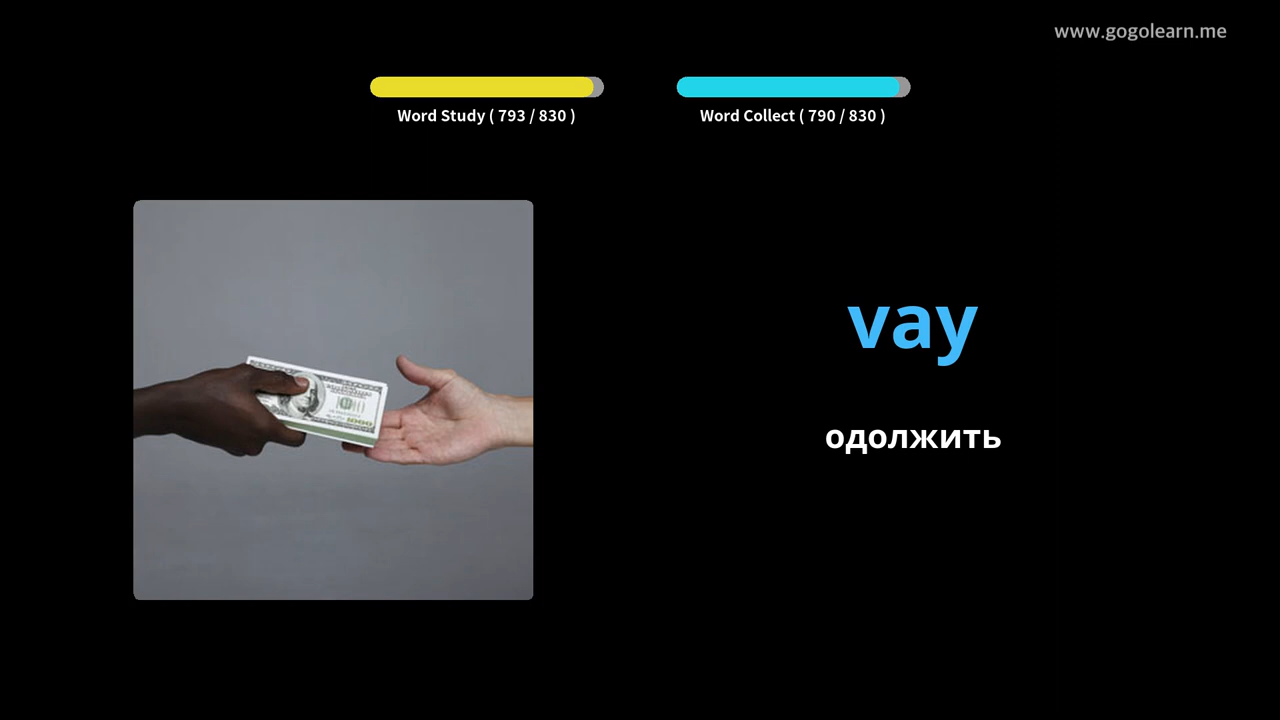 www.gogolearn.me
Word Study ( 793 / 830 )
Word Collect ( 790 / 830 )
vay
одолжить